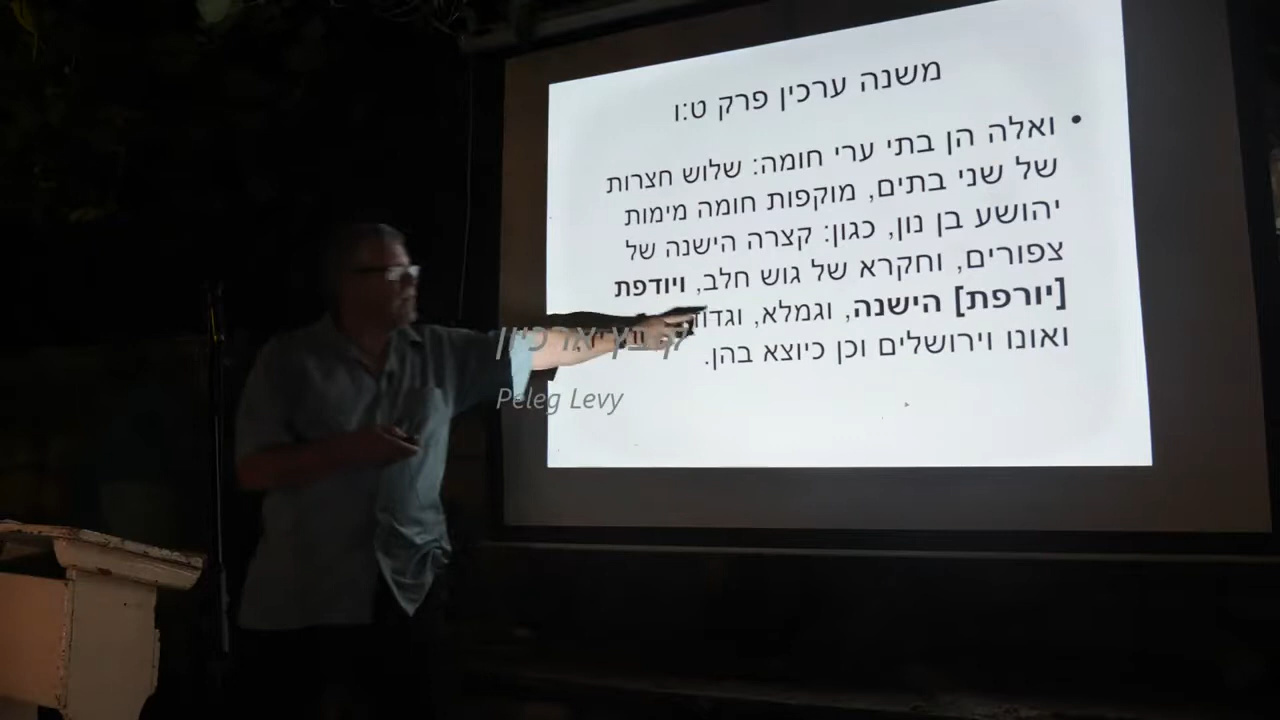 משנה ערכין פרק ט:ו
• ואלה הן בתי ערי חומה: שלוש חצרות
של שני בתים, מוקפות חומה מימות
יהושע בן נון, כגון: קצרה הישנה של
צפורים, וחקרא של גוש חלב, ויודפת
[יורפת] הישנה, וגמלא,
ואונו וירושלים וכן כיוצא בהן.
קובץ ארכיון
Peleg Levy